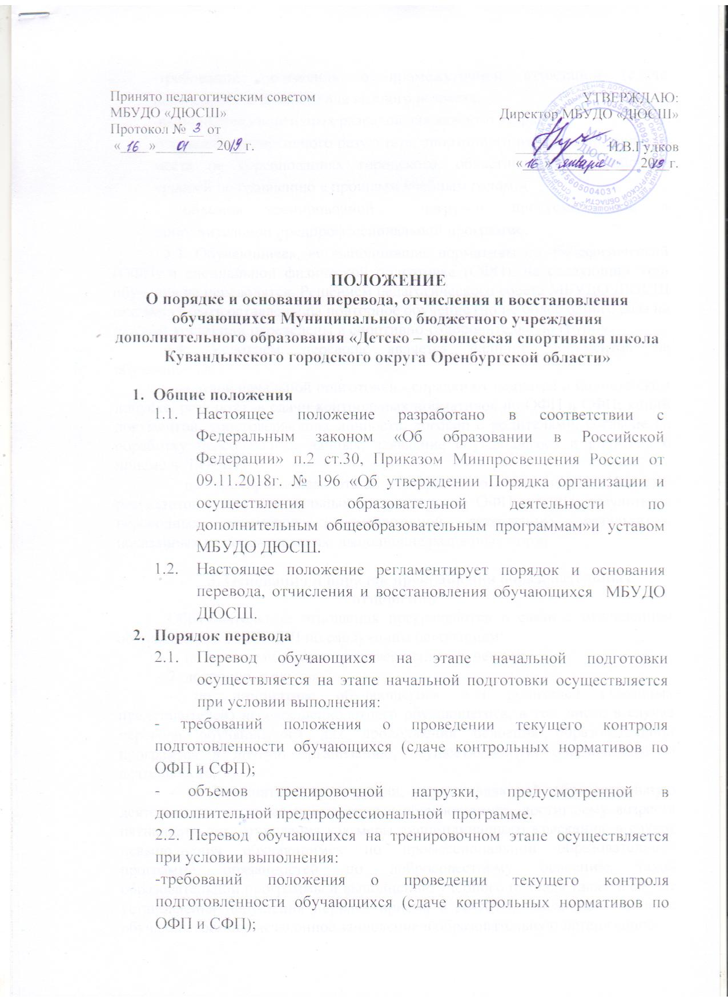 Принято педагогическим советом
МБУДО «ДЮСШ»
Протокол № 3 от
«16» 01 2019г.
УТВЕРЖДАЮ:
Директор МБУДО «ДЮСШ»
И.В.Гудков
«16» января 2019г.
МБУДО
"ДЮСШ"
5605004031
ПОЛОЖЕНИЕ
О порядке и основании перевода, отчисления и восстановления
обучающихся Муниципального бюджетного учреждения
дополнительного образования «Детско – юношеская спортивная школа
Кувандыкского городского округа Оренбургской области»
1. Общие положения
1.1. Настоящее положение разработано в соответствии с
Федеральным законом «Об образовании в Российской
Федерации» п.2 ст.30, Приказом Минпросвещения России от
09.11.2018г. № 196 «Об утверждении Порядка организации и
осуществления образовательной деятельности по
дополнительным общеобразовательным программам»и уставом
МБУДО ДЮСШ.
1.2. Настоящее положение регламентирует порядок и основания
перевода, отчисления и восстановления обучающихся МБУДО
ДЮСШ.
2. Порядок перевода
2.1. Перевод обучающихся на этапе начальной подготовки
осуществляется на этапе начальной подготовки осуществляется
при условии выполнения:
- требований положения о проведении текущего контроля
подготовленности обучающихся (сдаче контрольных нормативов по
ОФП и СФП);
- объемов тренировочной нагрузки, предусмотренной в
дополнительной предпрофессиональной программе.
2.2. Перевод обучающихся на тренировочном этапе осуществляется
при условии выполнения:
-требований положения о проведении текущего контроля
подготовленности обучающихся (сдаче контрольных нормативов по
ОФП и СФП);